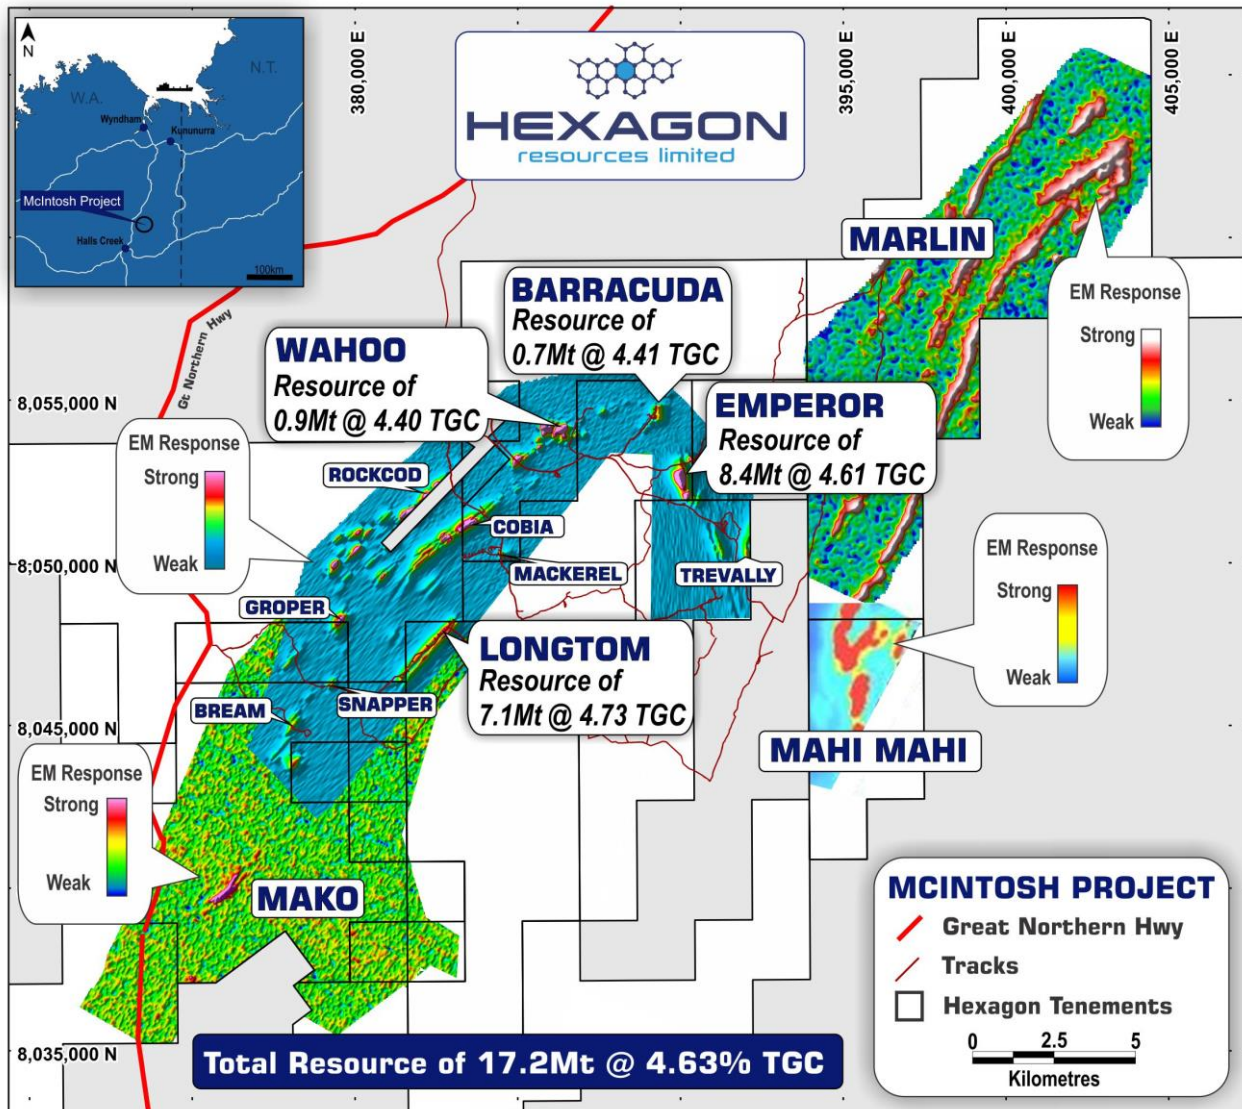 N
N.T.
W.A.
Wyndham
Kununurra
McIntosh Project
Halls Creek
100km
380,000 E
395,000 E
400,000 E
405,000 E
HEXAGON
resources limited
MARLIN
EM Response
Strong
Weak
BARRACUDA
Resource of
0.7Mt @ 4.41 TGC
WAHOO
Resource of
0.9Mt @ 4.40 TGC
Gt Northern Hwy
EMPEROR
Resource of
8.4Mt @ 4.61 TGC
8,055,000 N
EM Response
Strong
Weak
ROCKCOD
COBIA
MACKEREL
TREVALLY
8,050,000 N
EM Response
Strong
Weak
GROPER
LONGTOM
Resource of
7.1Mt @ 4.73 TGC
SNAPPER
BREAM
8,045,000 N
MAHI MAHI
EM Response
Strong
Weak
MAKO
MCINTOSH PROJECT
Great Northern Hwy
Tracks
Hexagon Tenements
0 2.5 5
Kilometres
8,035,000 N
Total Resource of 17.2Mt @ 4.63% TGC